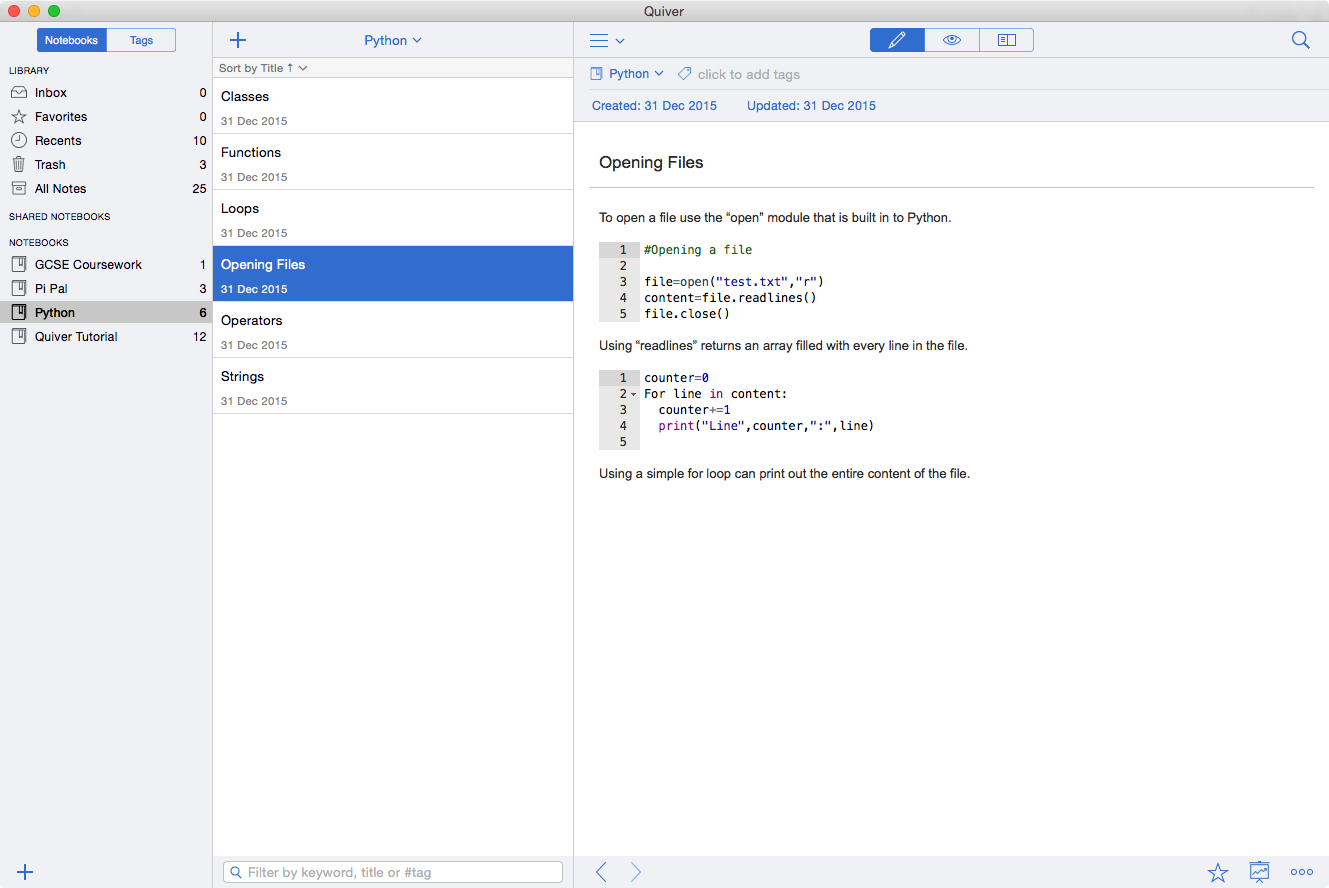 Quiver
Notebooks Tags
LIBRARY
Inbox 0
Favorites 0
Recents 10
Trash 3
All Notes 25
SHARED NOTEBOOKS
NOTEBOOKS
GCSE Coursework 1
Pi Pal 3
Python 6
Quiver Tutorial 12
Python
Sort by Title ↑
Classes
31 Dec 2015
Functions
31 Dec 2015
Loops
31 Dec 2015
Opening Files
31 Dec 2015
Operators
31 Dec 2015
Strings
31 Dec 2015
Filter by keyword, title or #tag
Python click to add tags
Created: 31 Dec 2015 Updated: 31 Dec 2015
Opening Files
To open a file use the “open” module that is built in to Python.
1 #Opening a file
2
3 file=open("test.txt","r")
4 content=file.readlines()
5 file.close()
Using “readlines” returns an array filled with every line in the file.
1 counter=0
2 For line in content:
3 counter+=1
4 print("Line",counter,":",line)
5
Using a simple for loop can print out the entire content of the file.